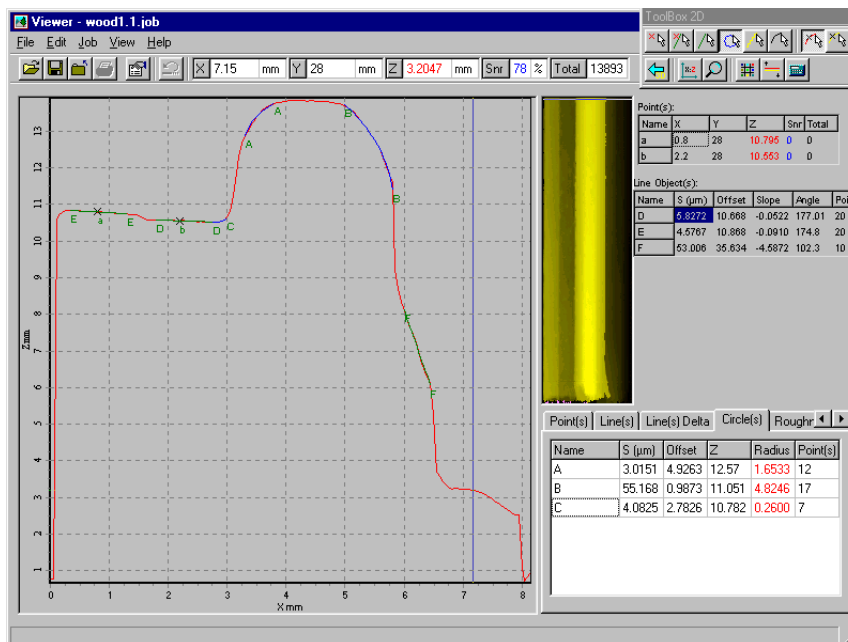 Viewer - wood1.1.job
File Edit Job View Help
X 7.15 mm Y 28 mm Z 3.2047 mm Snr 78 % Total 13893
ToolBox 2D
X:Z
Point(s):
Name X Y Z Snr Total
a 0.8 28 10.795 0 0
b 2.2 28 10.553 0 0
Line Object(s):
Name S (µm) Offset Slope Angle Poi
D 5.8272 10.668 -0.0522 177.01 20
E 4.5767 10.868 -0.0910 174.8 20
F 53.006 35.634 -4.5872 102.3 10
Point(s) Line(s) Line(s) Delta Circle(s) Roughr
Name S (µm) Offset Z Radius Point(s)
A 3.0151 4.9263 12.57 1.6533 12
B 55.168 0.9873 11.051 4.8246 17
C 4.0825 2.7826 10.782 0.2600 7
Z mm
13
12
11
10
9
8
7
6
5
4
3
2
1
A A B
B
E a E D b D C
F
F
0 1 2 3 4 5 6 7 8
X mm